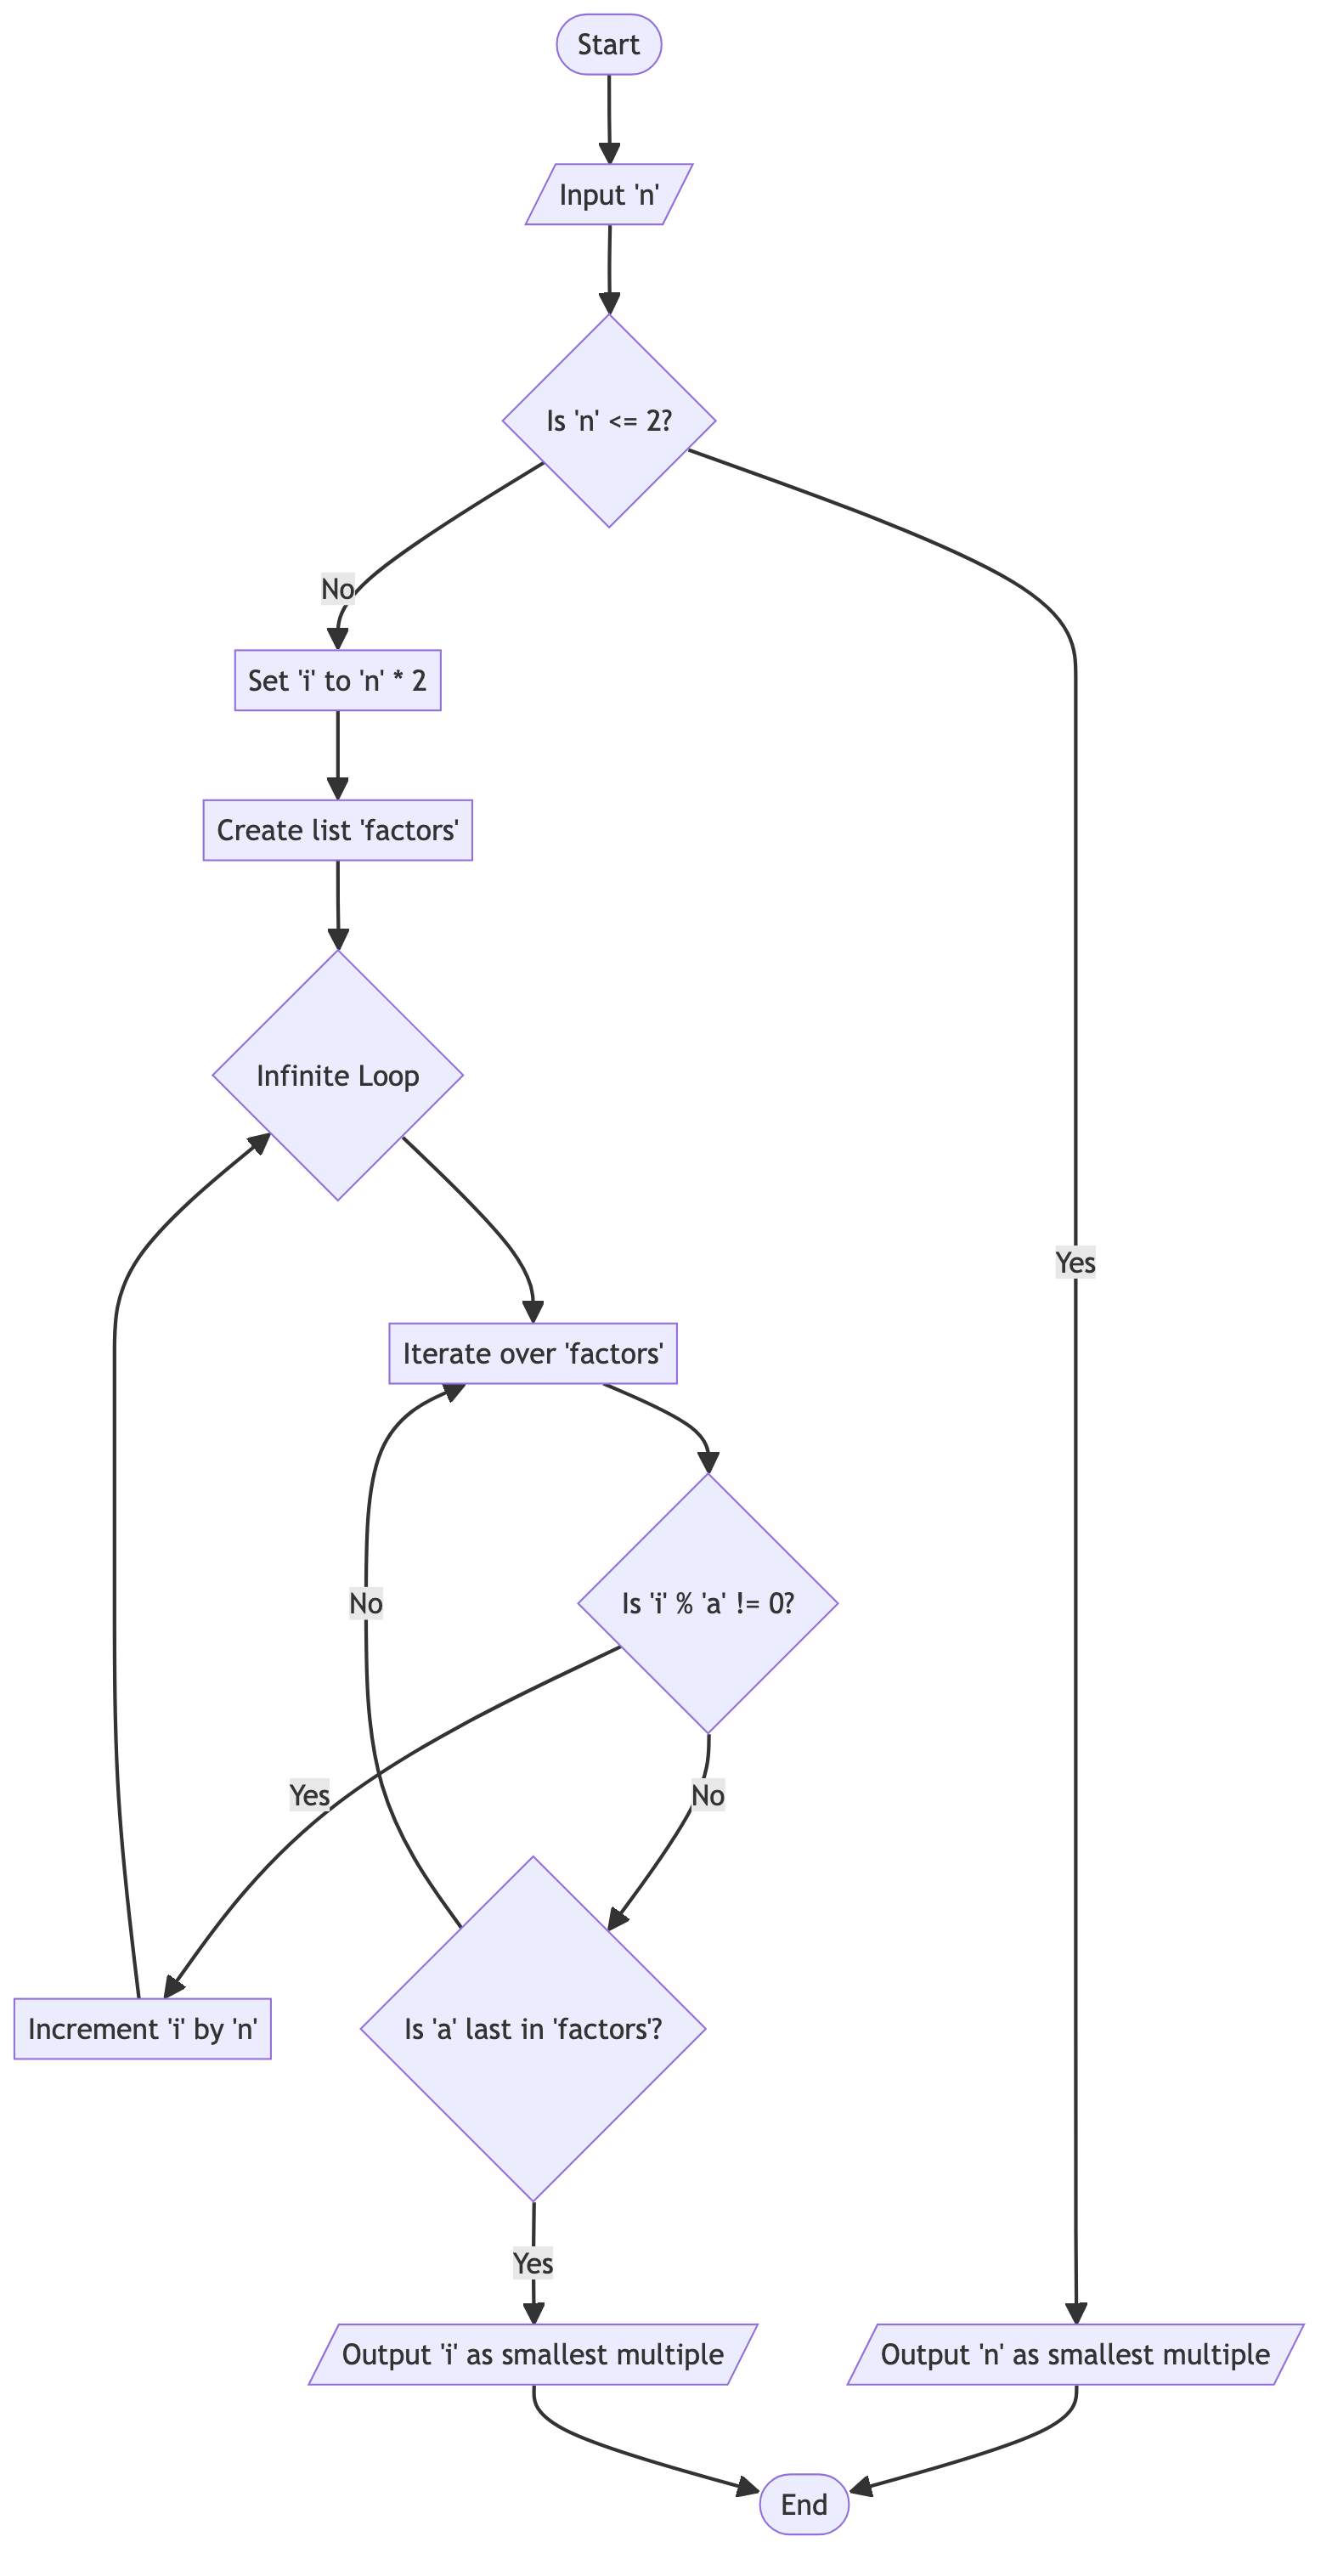 Start
Input 'n'
Is 'n' <= 2?
No
Set 'i' to 'n' * 2
Create list 'factors'
Infinite Loop
Yes
Iterate over 'factors'
No
Is 'i' % 'a' != 0?
Yes
No
Increment 'i' by 'n'
Is 'a' last in 'factors'?
Yes
Output 'i' as smallest multiple
Output 'n' as smallest multiple
End